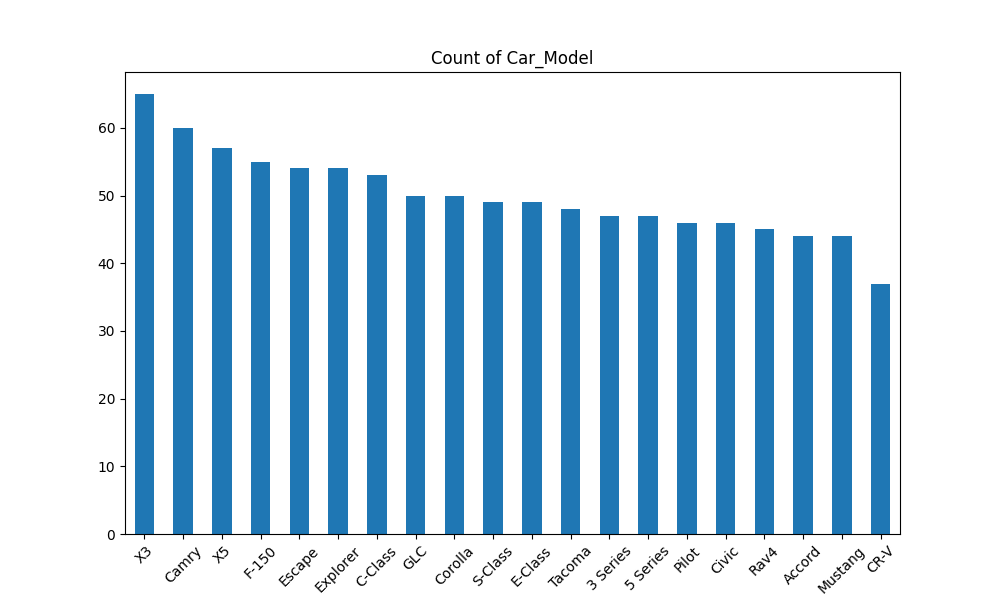 Count of Car_Model
60
50
40
30
20
10
0
X3
Camry
X5
F-150
Escape
Explorer
C-Class
GLC
Corolla
S-Class
E-Class
Tacoma
3 Series
5 Series
Pilot
Civic
Rav4
Accord
Mustang
CR-V